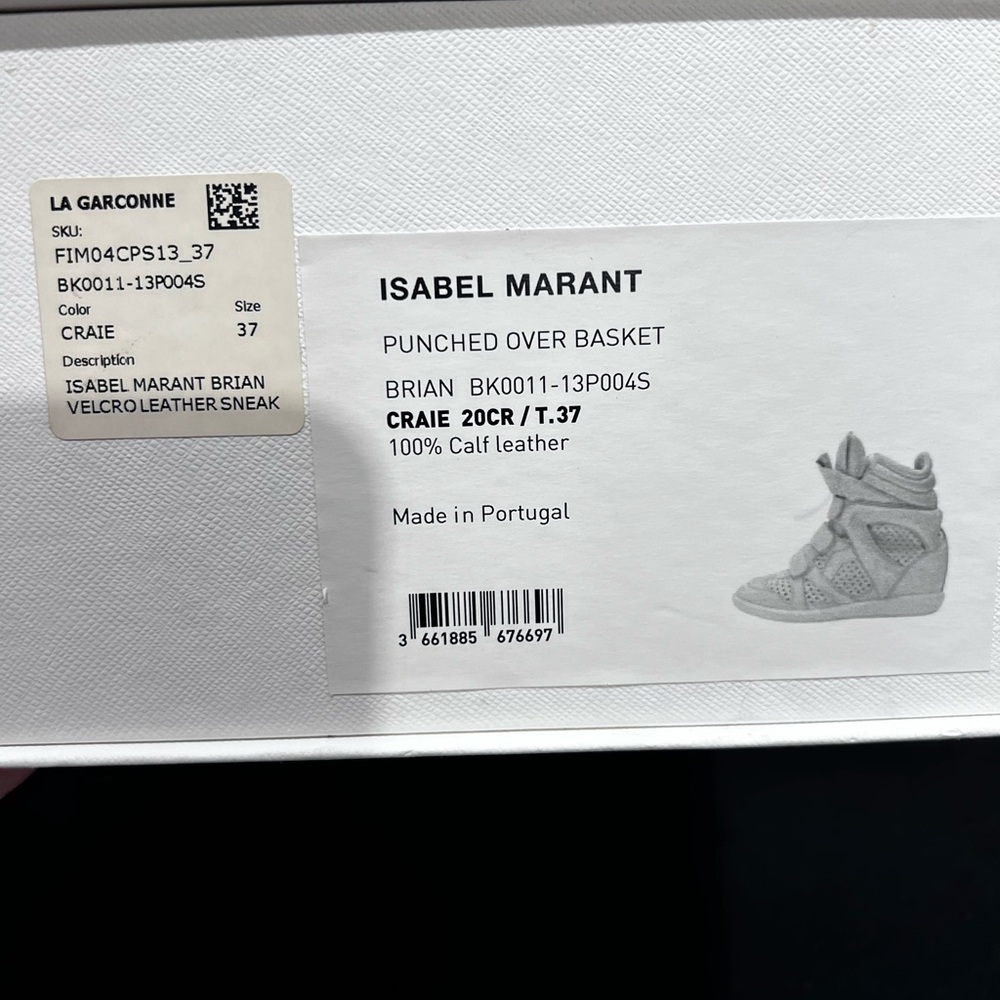 LA GARCONNE
SKU:
FIM04CPS13_37
BK0011-13P004S
Color Size
CRAIE 37
Description
ISABEL MARANT BRIAN
VELCRO LEATHER SNEAK
ISABEL MARANT
PUNCHED OVER BASKET
BRIAN BK0011-13P004S
CRAIE 20CR / T.37
100% Calf leather
Made in Portugal
3 661885 676697